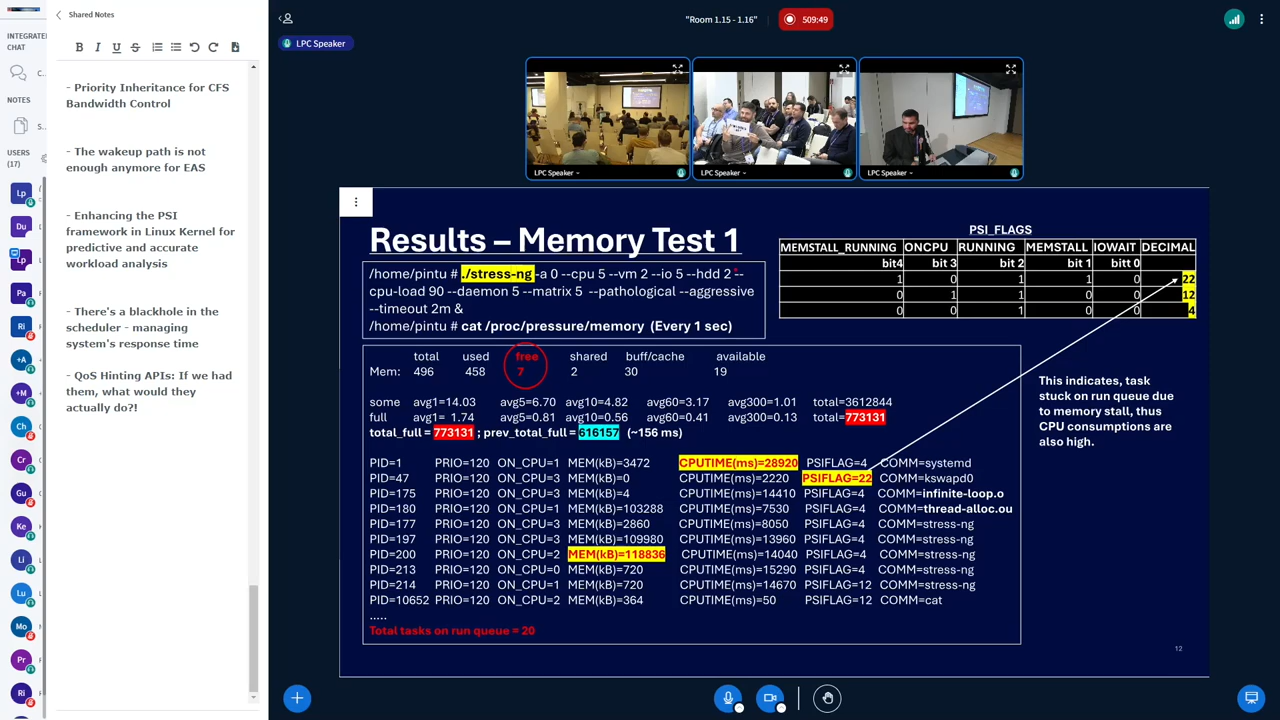 Shared Notes
"Room 1.15 - 1.16"
509:49
INTEGRATE
CHAT
C.
NOTES
S.
USERS
(17)
Lp
Du
Lp
Pa
Ri
+A
+M
Ch
Cr
Gu
Ke
Li
Lu
Mo
Pr
Ri
B I U S
- Priority Inheritance for CFS
Bandwidth Control
- The wakeup path is not
enough anymore for EAS
- Enhancing the PSI
framework in Linux Kernel for
predictive and accurate
workload analysis
- There's a blackhole in the
scheduler - managing
system's response time
- QoS Hinting APIs: If we had
them, what would they
actually do?!
LPC Speaker
LPC Speaker
LPC Speaker
LPC Speaker
Results – Memory Test 1
/home/pintu # ./stress-ng -a 0 --cpu 5 --vm 2 --io 5 --hdd 2 --
cpu-load 90 --daemon 5 --matrix 5 --pathological --aggressive
--timeout 2m &
/home/pintu # cat /proc/pressure/memory (Every 1 sec)
PSI_FLAGS
MEMSTALL_RUNNING ONCPU RUNNING MEMSTALL IOWAIT DECIMAL
bit4 bit 3 bit 2 bit 1 bitt 0
1 0 1 1 0 22
0 1 1 0 0 12
0 0 1 0 0 4
total used free shared buff/cache available
Mem: 496 458 7 2 30 19
some avg1=14.03 avg5=6.70 avg10=4.82 avg60=3.17 avg300=1.01 total=3612844
full avg1= 1.74 avg5=0.81 avg10=0.56 avg60=0.41 avg300=0.13 total=773131
total_full = 773131 ; prev_total_full = 616157 (~156 ms)
PID=1 PRIO=120 ON_CPU=1 MEM(kB)=3472 CPUTIME(ms)=28920 PSIFLAG=4 COMM=systemd
PID=47 PRIO=120 ON_CPU=3 MEM(kB)=0 CPUTIME(ms)=2220 PSIFLAG=22 COMM=kswapd0
PID=175 PRIO=120 ON_CPU=3 MEM(kB)=4 CPUTIME(ms)=14410 PSIFLAG=4 COMM=infinite-loop.o
PID=180 PRIO=120 ON_CPU=1 MEM(kB)=103288 CPUTIME(ms)=7530 PSIFLAG=4 COMM=thread-alloc.ou
PID=177 PRIO=120 ON_CPU=3 MEM(kB)=2860 CPUTIME(ms)=8050 PSIFLAG=4 COMM=stress-ng
PID=197 PRIO=120 ON_CPU=3 MEM(kB)=109980 CPUTIME(ms)=13960 PSIFLAG=4 COMM=stress-ng
PID=200 PRIO=120 ON_CPU=2 MEM(kB)=118836 CPUTIME(ms)=14040 PSIFLAG=4 COMM=stress-ng
PID=213 PRIO=120 ON_CPU=0 MEM(kB)=720 CPUTIME(ms)=15290 PSIFLAG=4 COMM=stress-ng
PID=214 PRIO=120 ON_CPU=1 MEM(kB)=720 CPUTIME(ms)=14670 PSIFLAG=12 COMM=stress-ng
PID=10652 PRIO=120 ON_CPU=2 MEM(kB)=364 CPUTIME(ms)=50 PSIFLAG=12 COMM=cat
.....
Total tasks on run queue = 20
This indicates, task
stuck on run queue due
to memory stall, thus
CPU consumptions are
also high.
12